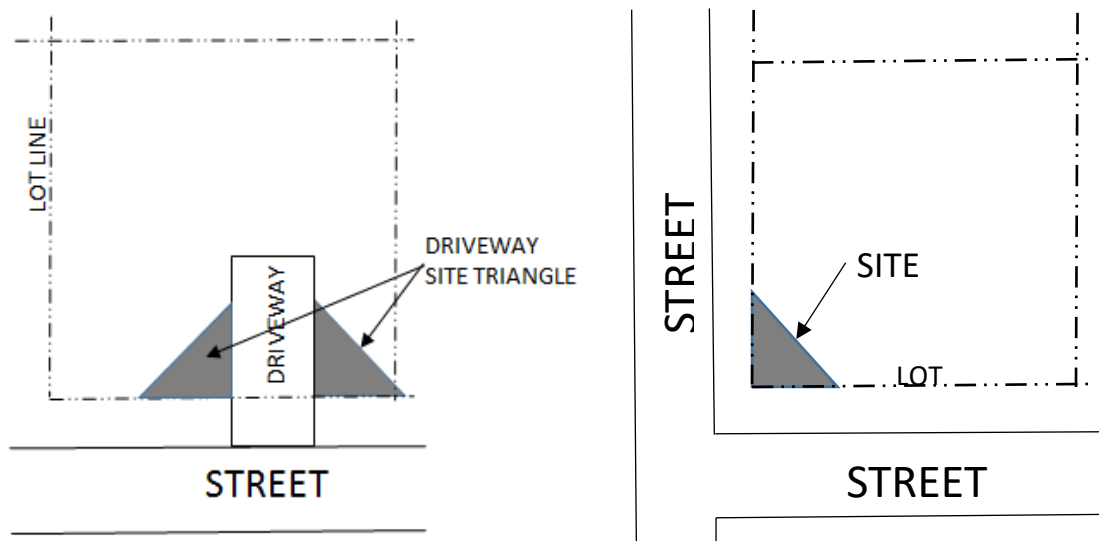 LOT LINE
DRIVEWAY
SITE TRIANGLE
DRIVEWAY
STREET
STREET
SITE
LOT
STREET